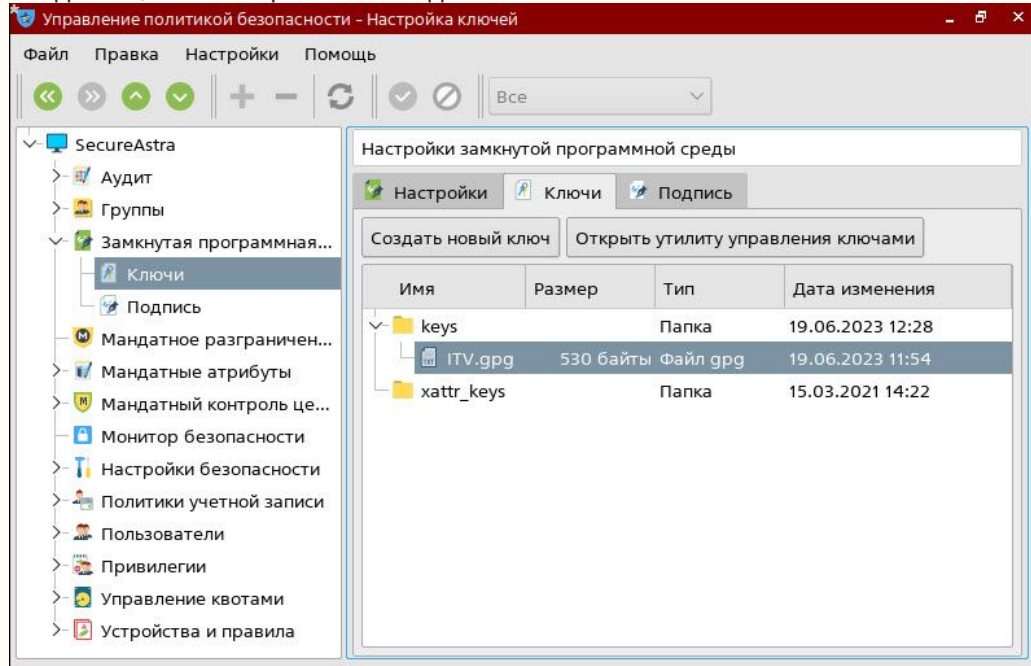 Управление политикой безопасности - Настройка ключей
Файл Правка Настройки Помощь
Все
SecureAstra
Аудит
Группы
Замкнутая программная...
Ключи
Подпись
Мандатное разграничен...
Мандатные атрибуты
Мандатный контроль це...
Монитор безопасности
Настройки безопасности
Политики учетной записи
Пользователи
Привилегии
Управление квотами
Устройства и правила
Настройки замкнутой программной среды
Настройки Ключи Подпись
Создать новый ключ Открыть утилиту управления ключами
Имя Размер Тип Дата изменения
keys Папка 19.06.2023 12:28
ITV.gpg 530 байты Файл gpg 19.06.2023 11:54
xattr_keys Папка 15.03.2021 14:22